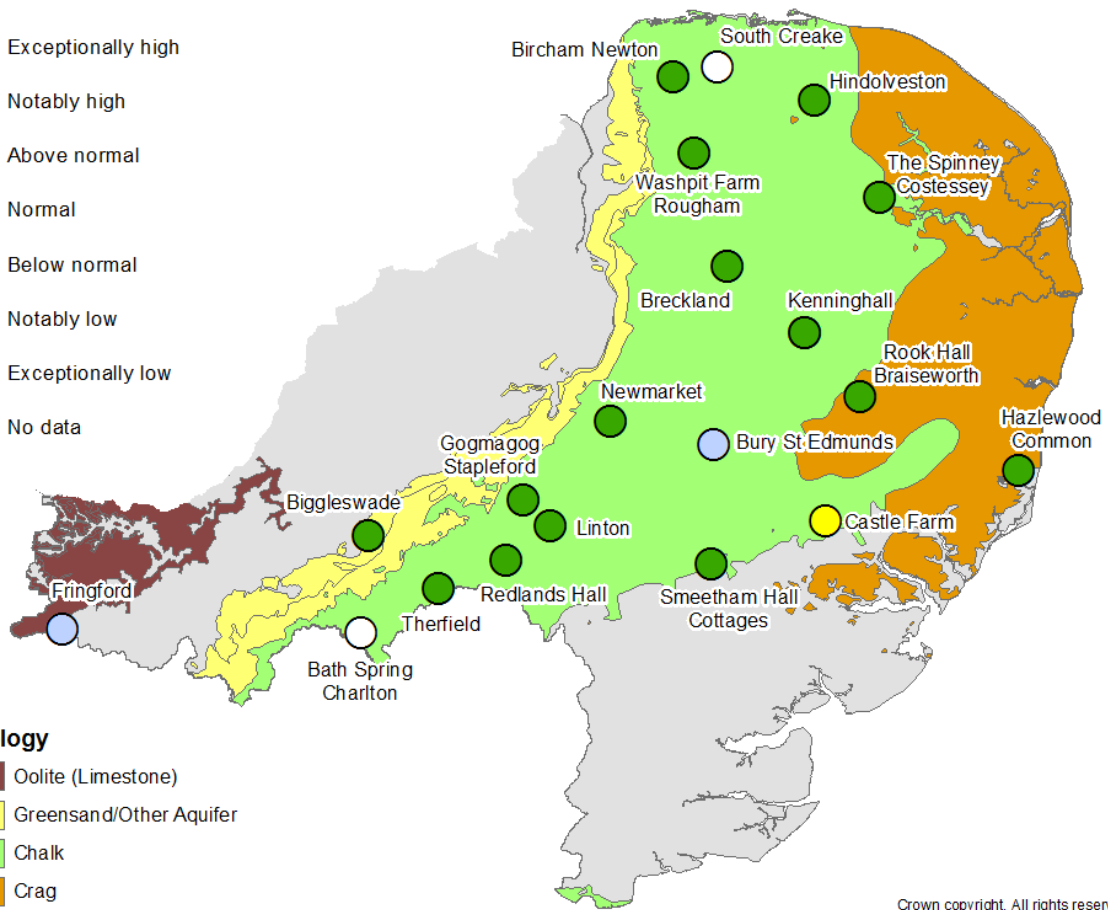 Exceptionally high
Notably high
Above normal
Normal
Below normal
Notably low
Exceptionally low
No data
South Creake
Bircham Newton
Hindolveston
The Spinney
Costessey
Washpit Farm
Rougham
Breckland
Kenninghall
Rook Hall
Braiseworth
Newmarket
Hazlewood
Common
Gogmagog
Stapleford
Bury St Edmunds
Biggleswade
Castle Farm
Linton
Fringford
Redlands Hall
Smeetham Hall
Cottages
Therfield
Bath Spring
Charlton
logy
Oolite (Limestone)
Greensand/Other Aquifer
Chalk
Crag
Crown copyright. All rights reserv